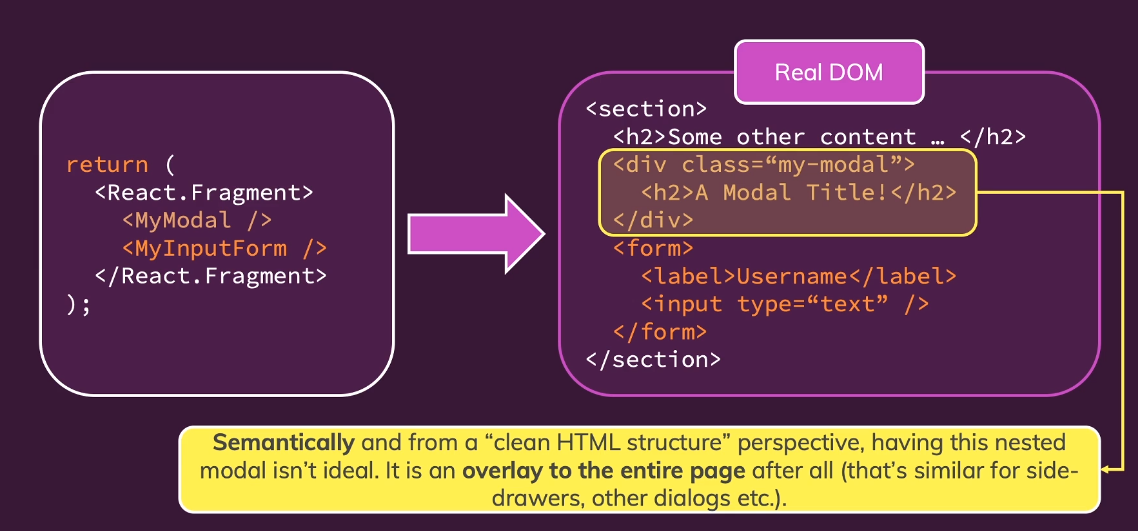 return (
<React.Fragment>
<MyModal />
<MyInputForm />
</React.Fragment>
);
Real DOM
<section>
<h2>Some other content … </h2>
<div class=“my-modal”>
<h2>A Modal Title!</h2>
</div>
<form>
<label>Username</label>
<input type=“text” />
</form>
</section>
Semantically and from a “clean HTML structure” perspective, having this nested
modal isn’t ideal. It is an overlay to the entire page after all (that’s similar for side-
drawers, other dialogs etc.).